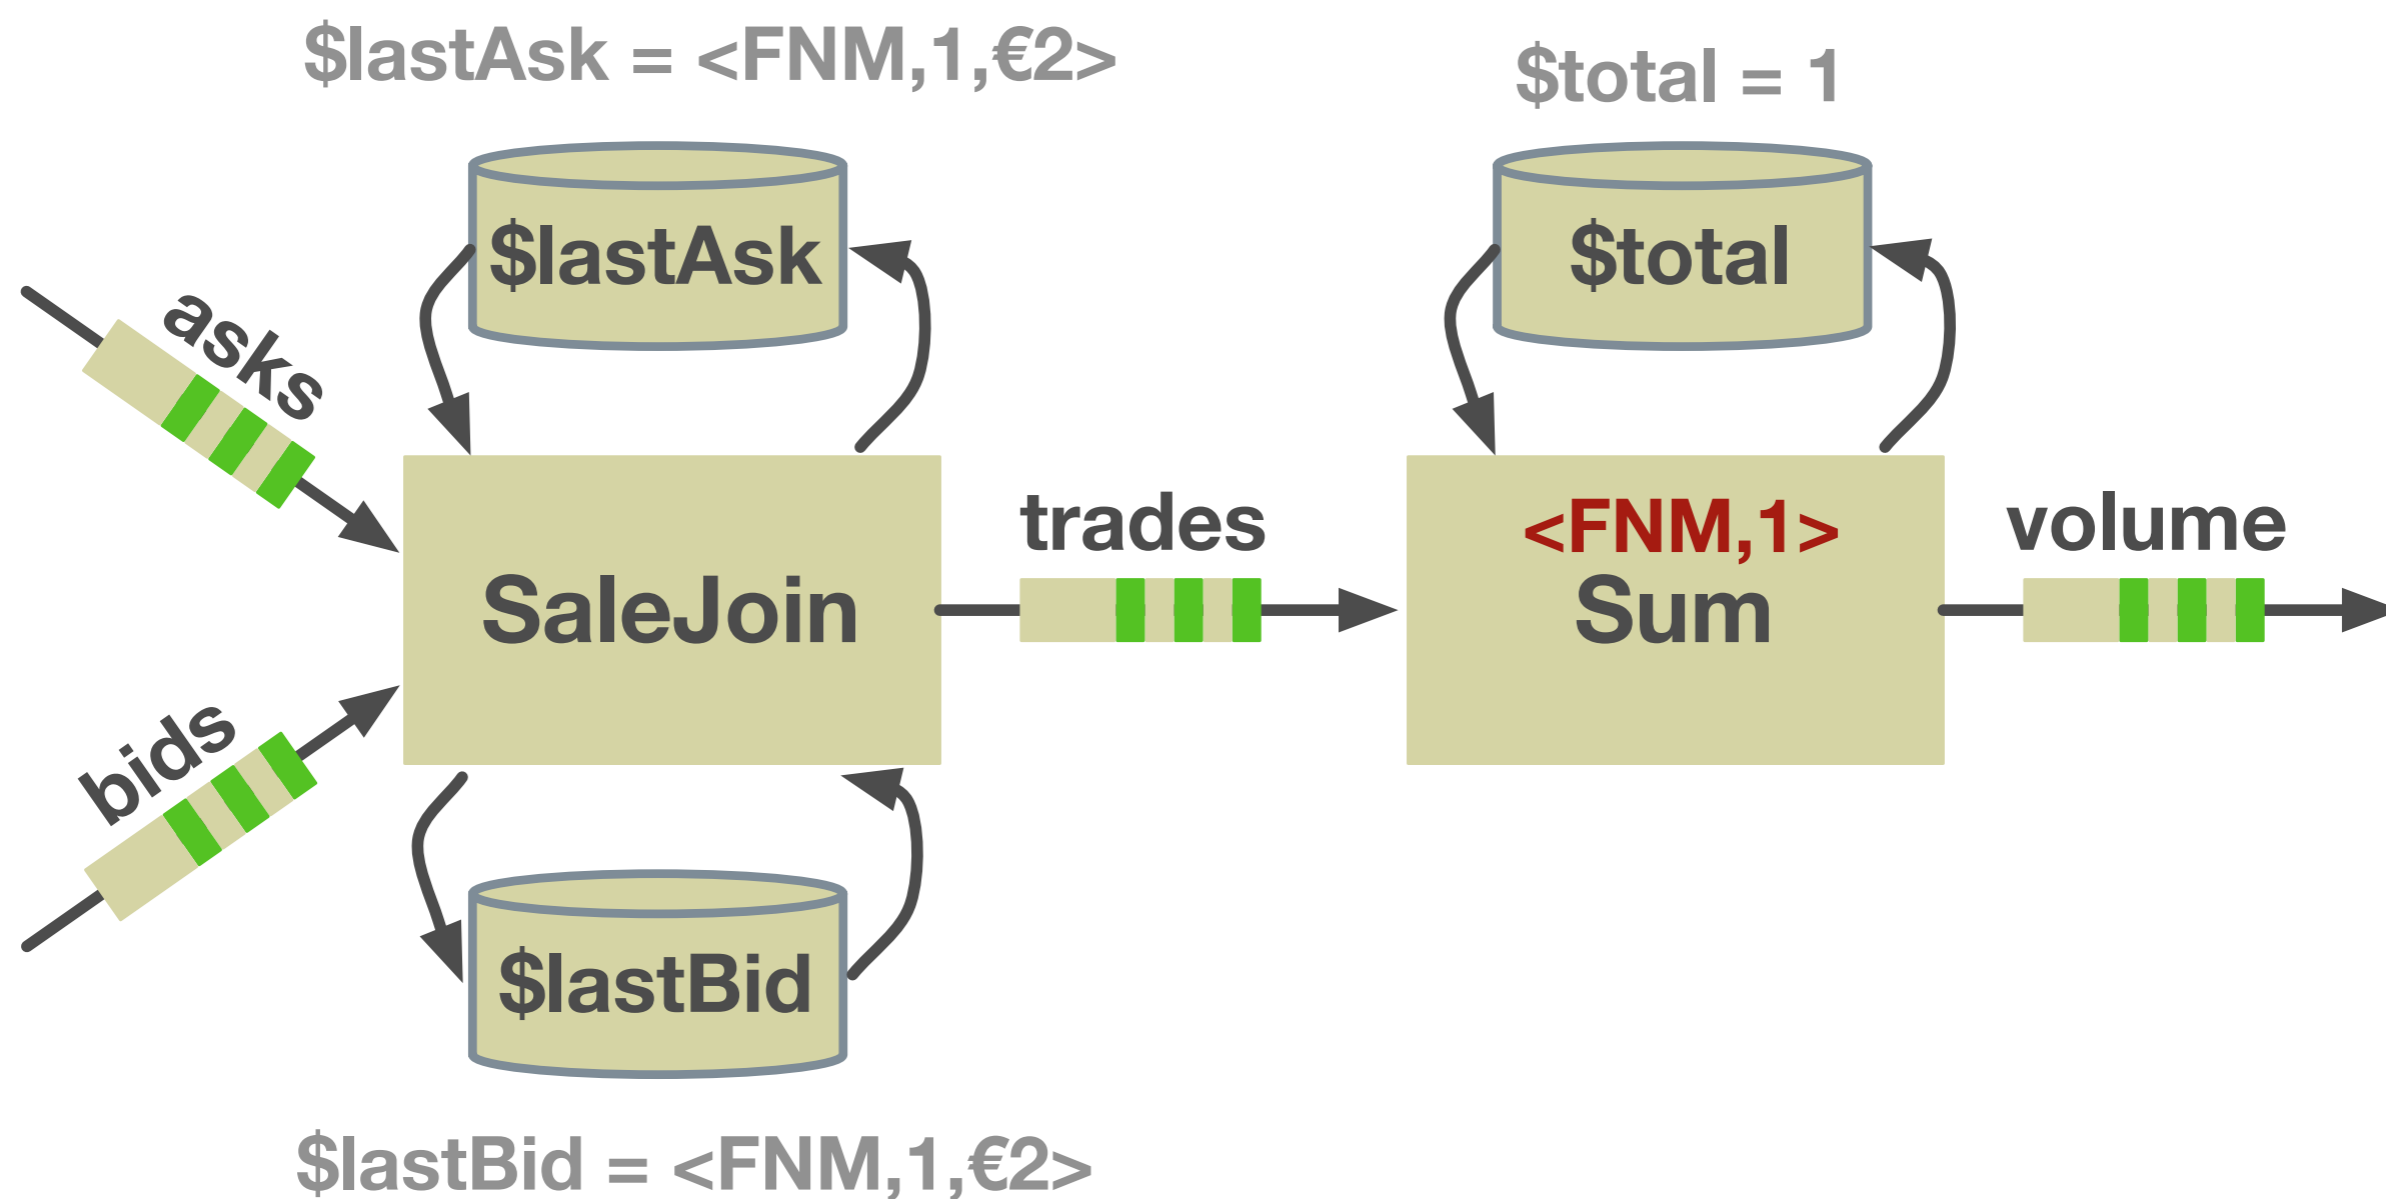 $lastAsk = <FNM,1,€2>
$total = 1
$lastAsk
$total
asks
<FNM,1>
trades
volume
SaleJoin
Sum
bids
$lastBid
$lastBid = <FNM,1,€2>